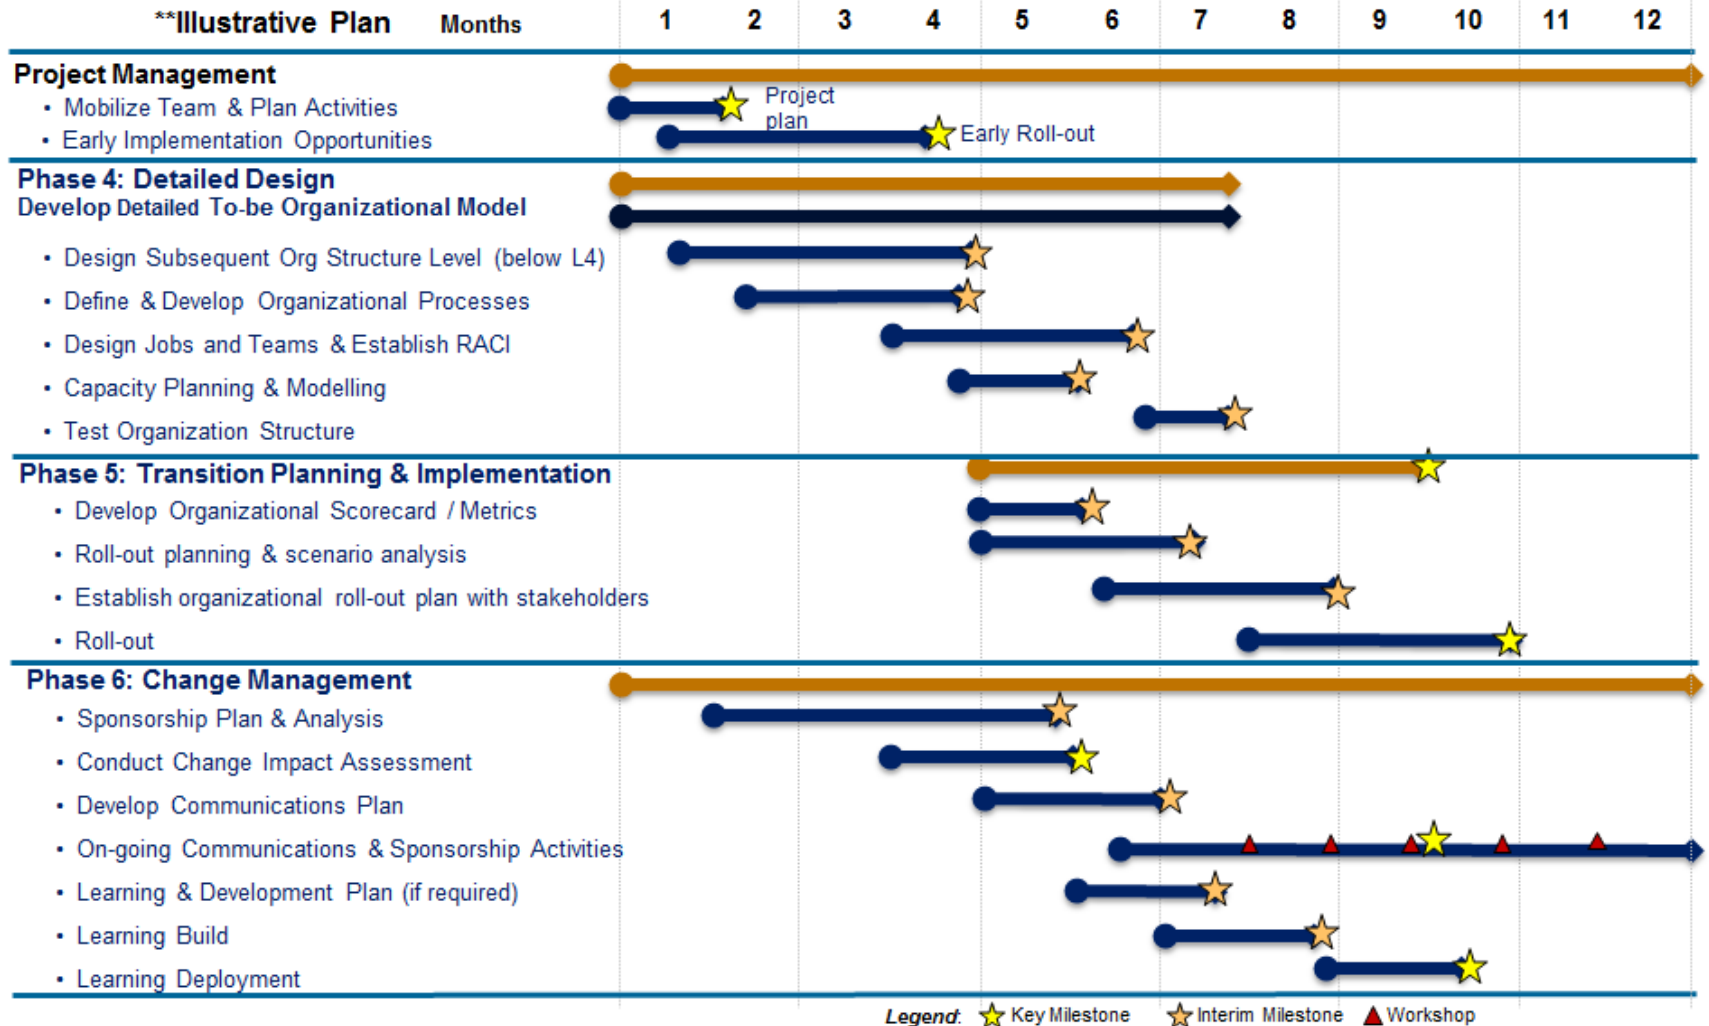 **Illustrative Plan Months 1 2 3 4 5 6 7 8 9 10 11 12
Project Management
• Mobilize Team & Plan Activities
Project
plan
• Early Implementation Opportunities
Early Roll-out
Phase 4: Detailed Design
Develop Detailed To-be Organizational Model
• Design Subsequent Org Structure Level (below L4)
• Define & Develop Organizational Processes
• Design Jobs and Teams & Establish RACI
• Capacity Planning & Modelling
• Test Organization Structure
Phase 5: Transition Planning & Implementation
• Develop Organizational Scorecard / Metrics
• Roll-out planning & scenario analysis
• Establish organizational roll-out plan with stakeholders
• Roll-out
Phase 6: Change Management
• Sponsorship Plan & Analysis
• Conduct Change Impact Assessment
• Develop Communications Plan
• On-going Communications & Sponsorship Activities
• Learning & Development Plan (if required)
• Learning Build
• Learning Deployment
Legend: Key Milestone Interim Milestone Workshop